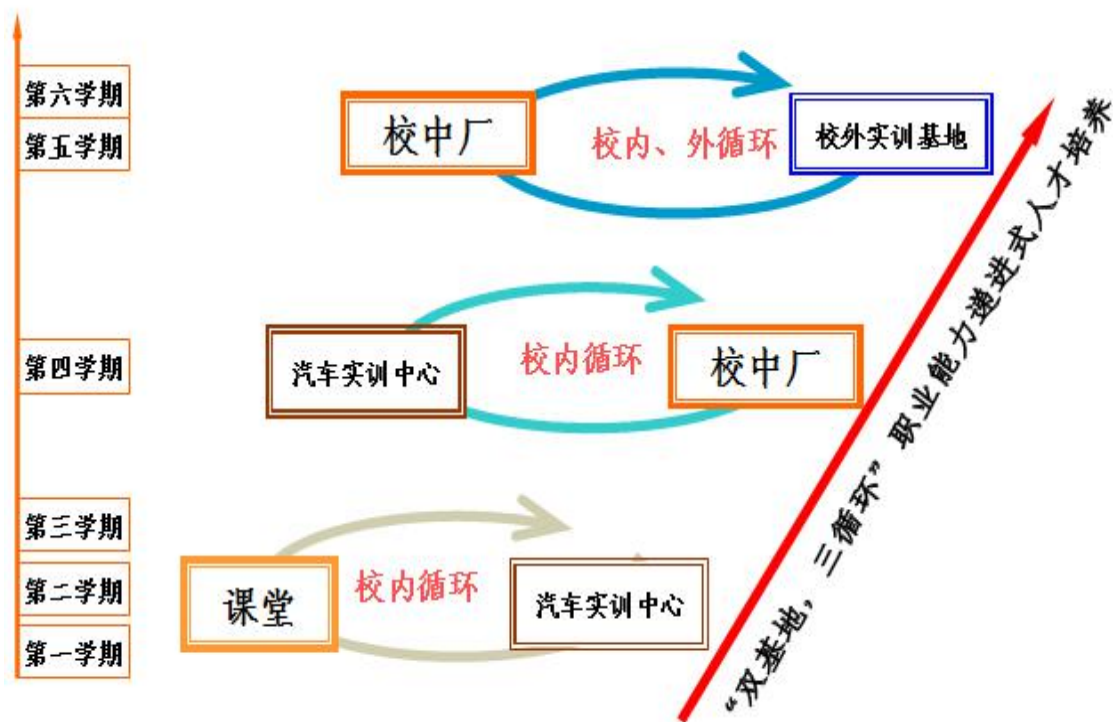 第六学期
第五学期
校中厂
校内、外循环
校外实训基地
第四学期
汽车实训中心
校内循环
校中厂
第三学期
第二学期
第一学期
课堂
校内循环
汽车实训中心
“双基地，三循环”职业能力递进式人才培养